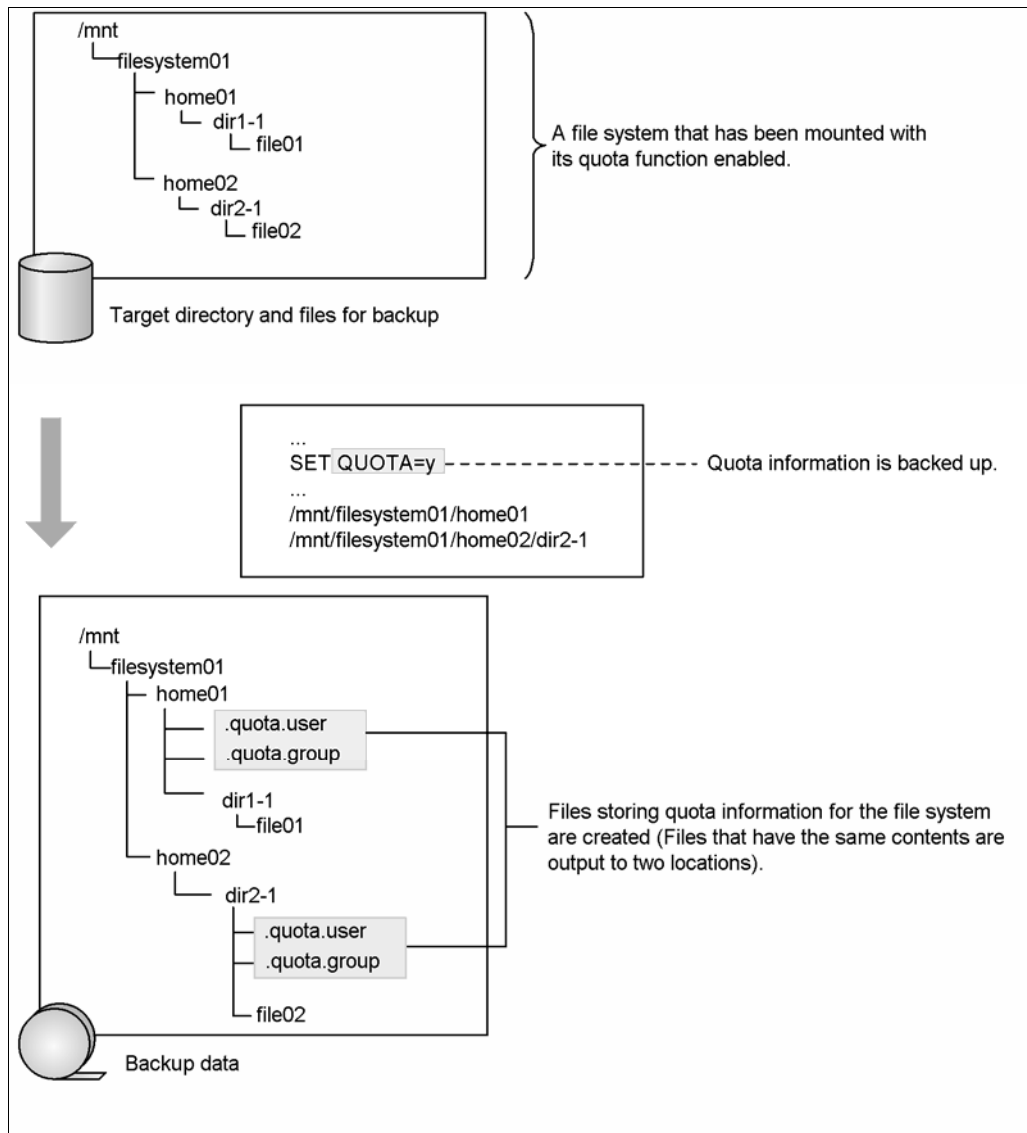 /mnt
filesystem01
home01
dir1-1
file01
home02
dir2-1
file02
A file system that has been mounted with
its quota function enabled.
Target directory and files for backup
...
SET QUOTA=y
Quota information is backed up.
...
/mnt/filesystem01/home01
/mnt/filesystem01/home02/dir2-1
/mnt
filesystem01
home01
.quota.user
.quota.group
dir1-1
file01
home02
dir2-1
.quota.user
.quota.group
file02
Files storing quota information for the file system
are created (Files that have the same contents are
output to two locations).
Backup data